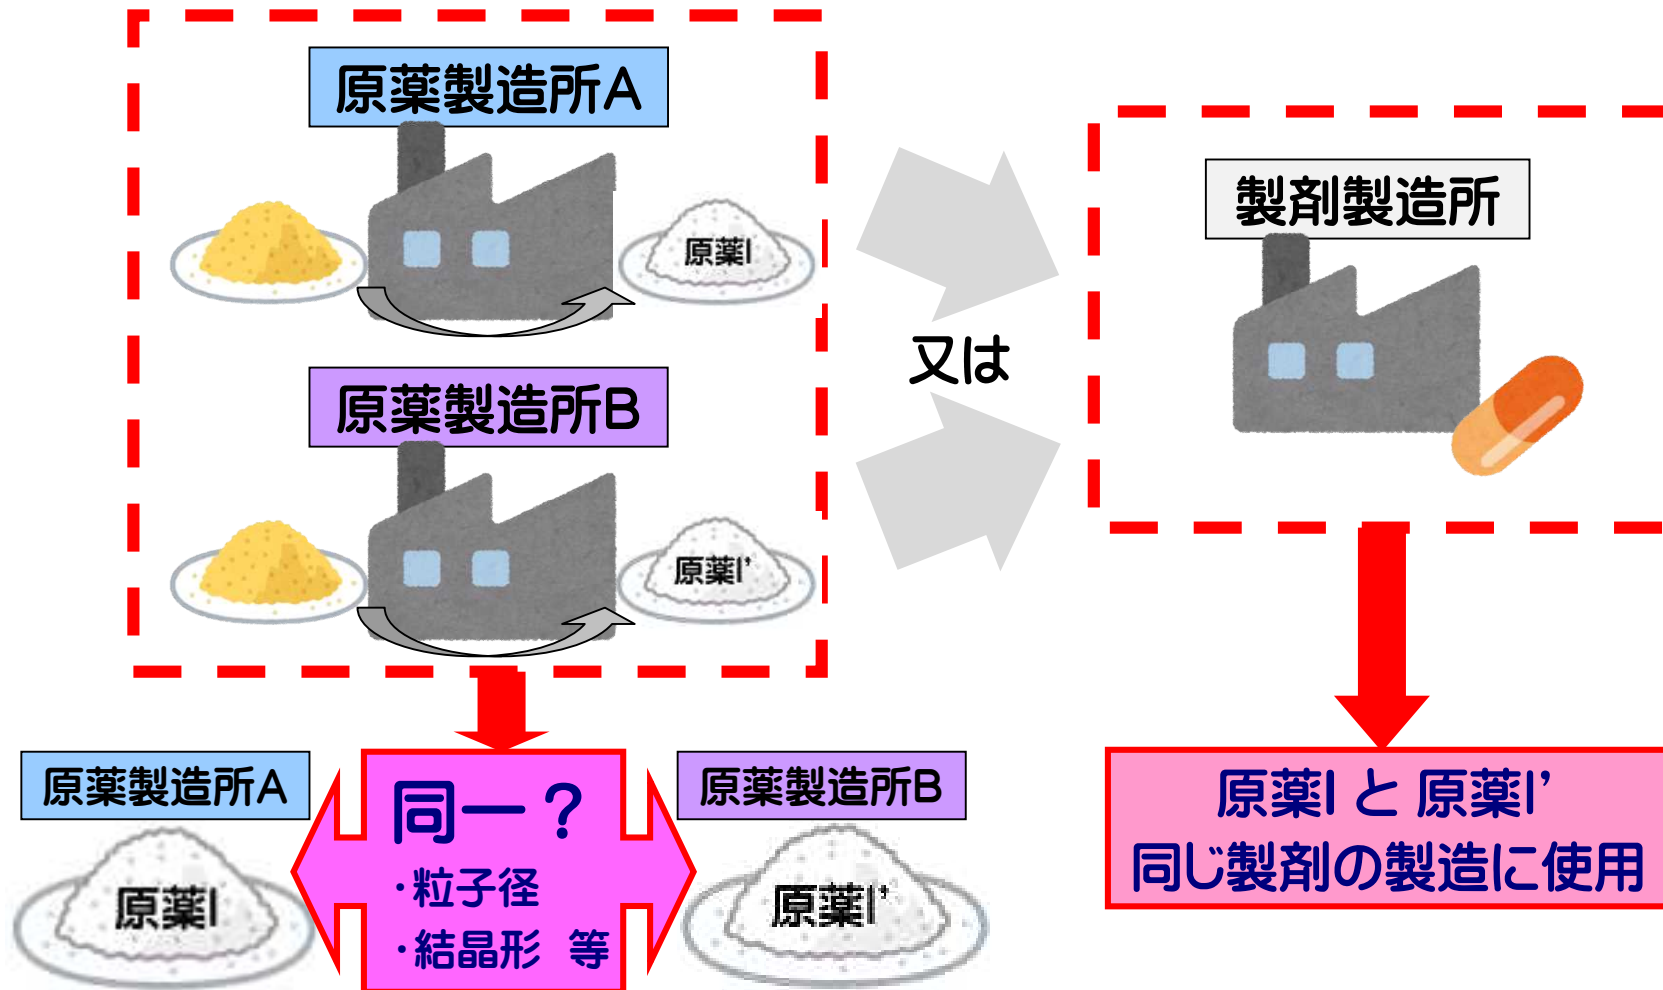 原薬製造所A
原薬I
又は
原薬製造所B
原薬I’
製剤製造所
原薬製造所A
原薬I
同一？
・粒子径
・結晶形　等
原薬製造所B
原薬I’
原薬I と 原薬I’
同じ製剤の製造に使用